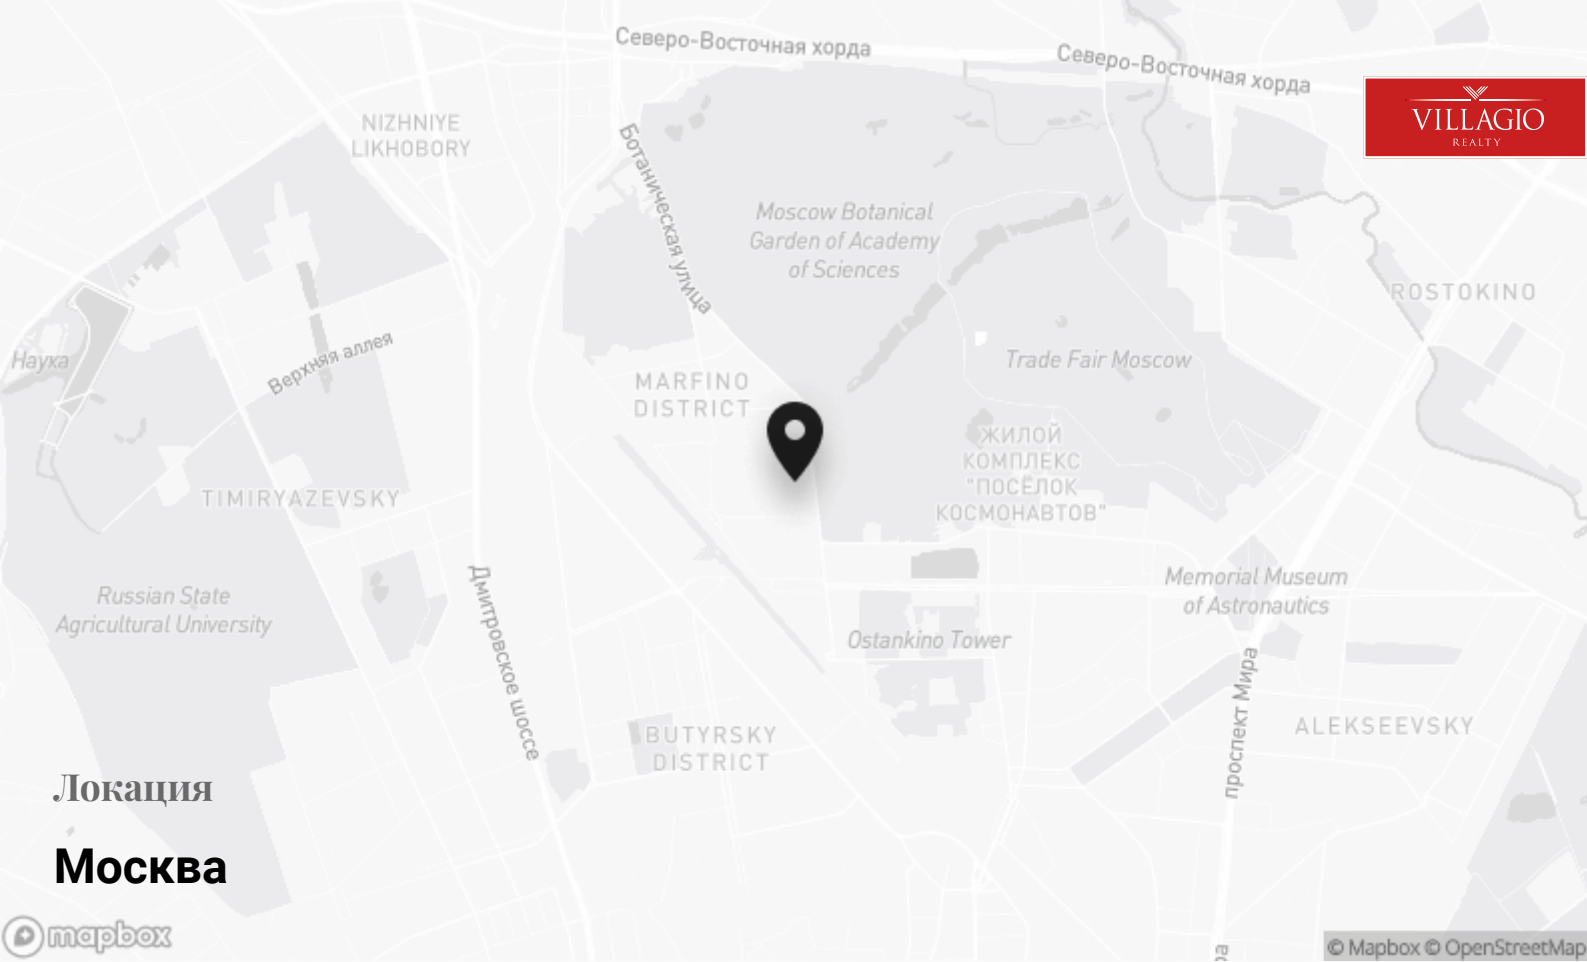 Северо-Восточная хорда
Северо-Восточная хорда
VILLAGIO
REALTY
NIZHNIYE
LIKHOBORY
Ботаническая улица
Moscow Botanical
Garden of Academy
of Sciences
ROSTOKINO
Наука
Верхняя аллея
Trade Fair Moscow
MARFINO
DISTRICT
ЖИЛОЙ
КОМПЛЕКС
"ПОСЁЛОК
КОСМОНАВТОВ"
TIMIRYAZEVSKY
Дмитровское шоссе
Memorial Museum
of Astronautics
Russian State
Agricultural University
Ostankino Tower
проспект Мира
ALEKSEEVSKY
BUTYRSKY
DISTRICT
Локация
Москва
mapbox
© Mapbox © OpenStreetMap